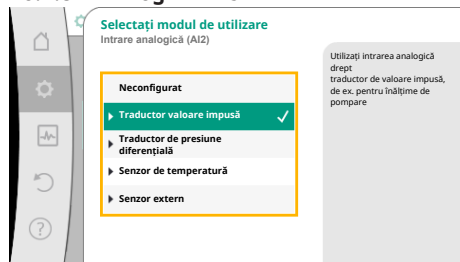 Selectați modul de utilizare
Intrare analogică (AI2)
Utilizați intrarea analogică
drept
traductor de valoare impusă,
de ex. pentru înălțime de
pompare
Neconfigurat
Traductor valoare impusă
Traductor de presiune
diferențială
Senzor de temperatură
Senzor extern
?